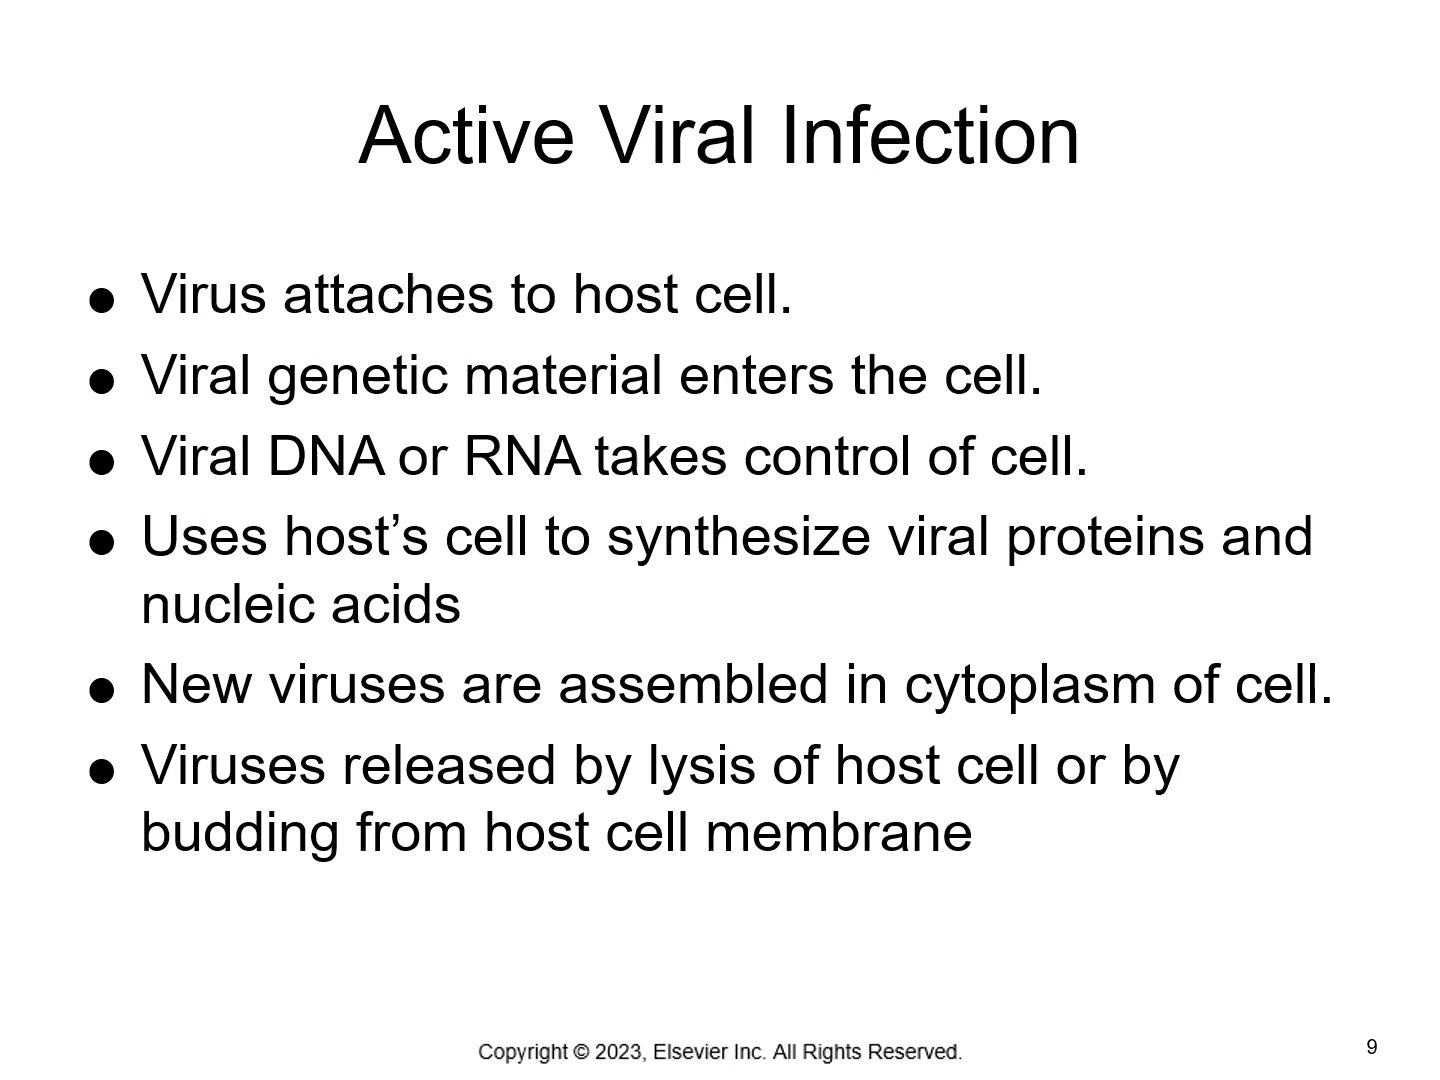 Active Viral Infection
● Virus attaches to host cell.
● Viral genetic material enters the cell.
● Viral DNA or RNA takes control of cell.
● Uses host’s cell to synthesize viral proteins and
nucleic acids
● New viruses are assembled in cytoplasm of cell.
● Viruses released by lysis of host cell or by
budding from host cell membrane
Copyright © 2023, Elsevier Inc. All Rights Reserved.
9